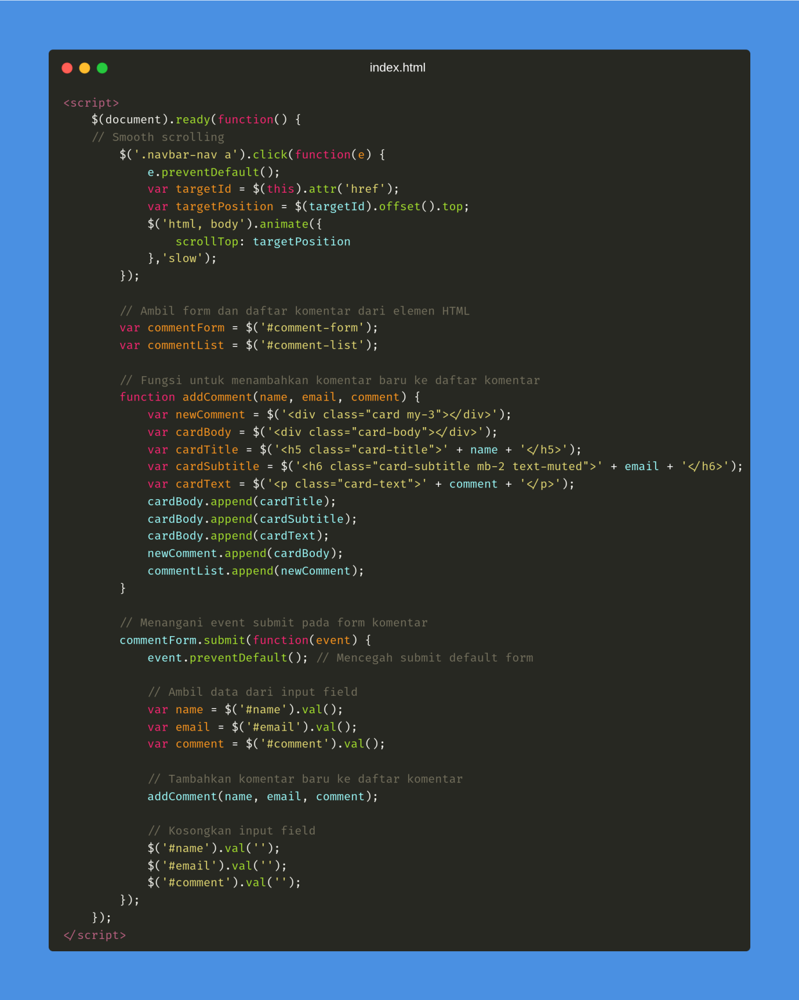 index.html
<script>
    $(document).ready(function() {
    // Smooth scrolling
        $('.navbar-nav a').click(function(e) {
            e.preventDefault();
            var targetId = $(this).attr('href');
            var targetPosition = $(targetId).offset().top;
            $('html, body').animate({
                scrollTop: targetPosition
            },'slow');
        });

        // Ambil form dan daftar komentar dari elemen HTML
        var commentForm = $('#comment-form');
        var commentList = $('#comment-list');

        // Fungsi untuk menambahkan komentar baru ke daftar komentar
        function addComment(name, email, comment) {
            var newComment = $('<div class="card my-3"></div>');
            var cardBody = $('<div class="card-body"></div>');
            var cardTitle = $('<h5 class="card-title">' + name + '</h5>');
            var cardSubtitle = $('<h6 class="card-subtitle mb-2 text-muted">' + email + '</h6>');
            var cardText = $('<p class="card-text">' + comment + '</p>');
            cardBody.append(cardTitle);
            cardBody.append(cardSubtitle);
            cardBody.append(cardText);
            newComment.append(cardBody);
            commentList.append(newComment);
        }

        // Menangani event submit pada form komentar
        commentForm.submit(function(event) {
            event.preventDefault(); // Mencegah submit default form

            // Ambil data dari input field
            var name = $('#name').val();
            var email = $('#email').val();
            var comment = $('#comment').val();

            // Tambahkan komentar baru ke daftar komentar
            addComment(name, email, comment);

            // Kosongkan input field
            $('#name').val('');
            $('#email').val('');
            $('#comment').val('');
        });
    });
</script>